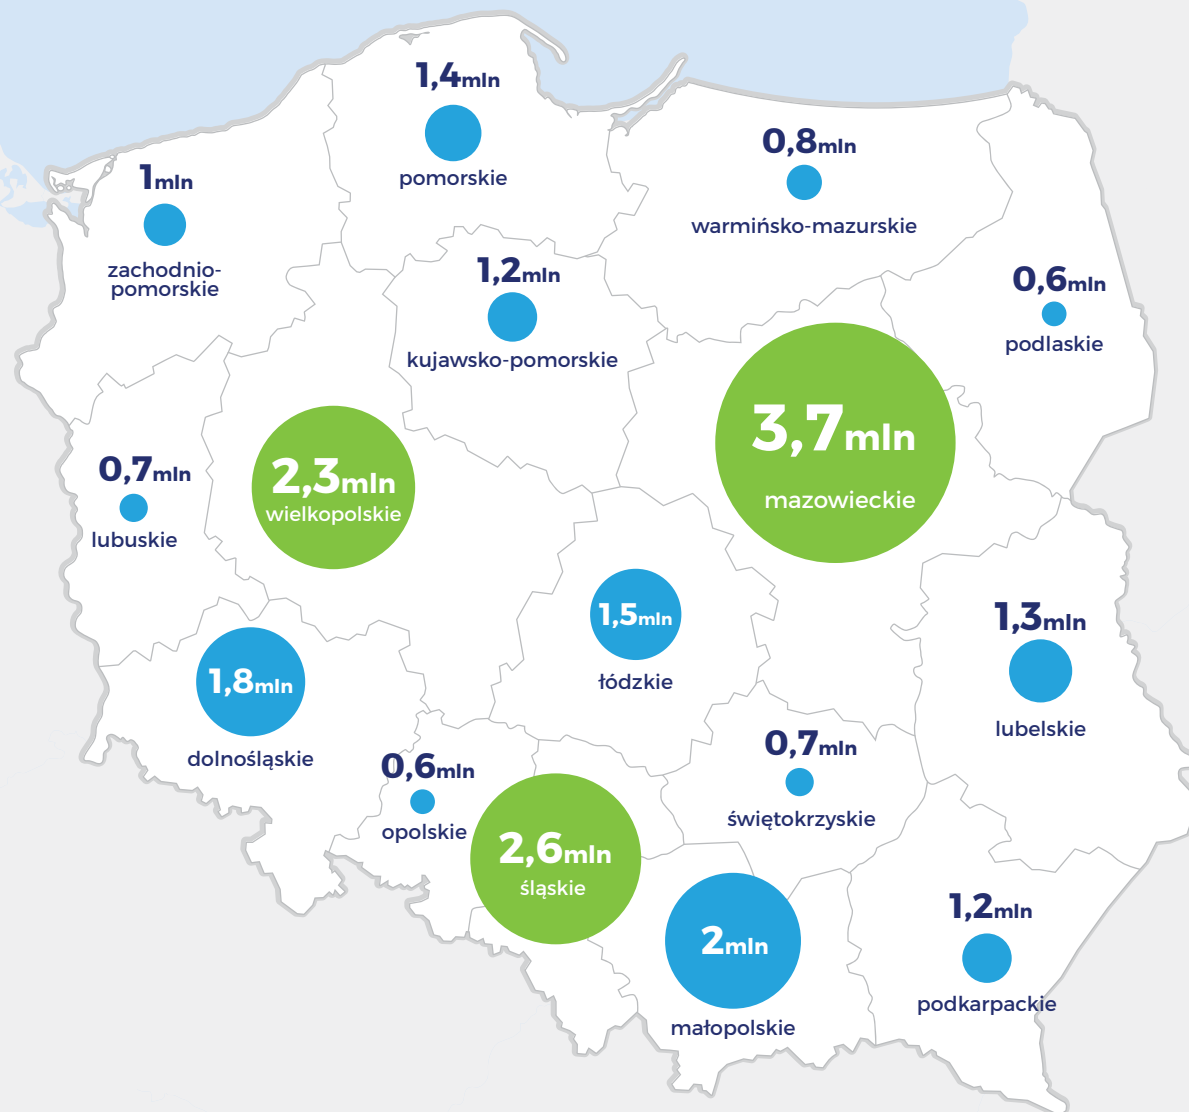 1,4mln
pomorskie
0,8mln
warmińsko-mazurskie
1mln
zachodnio-
pomorskie
1,2mln
kujawsko-pomorskie
0,6mln
podlaskie
3,7mln
mazowieckie
0,7mln
lubuskie
2,3mln
wielkopolskie
1,5mln
łódzkie
1,3mln
lubelskie
1,8mln
dolnośląskie
0,6mln
opolskie
0,7mln
świętokrzyskie
2,6mln
śląskie
2mln
małopolskie
1,2mln
podkarpackie